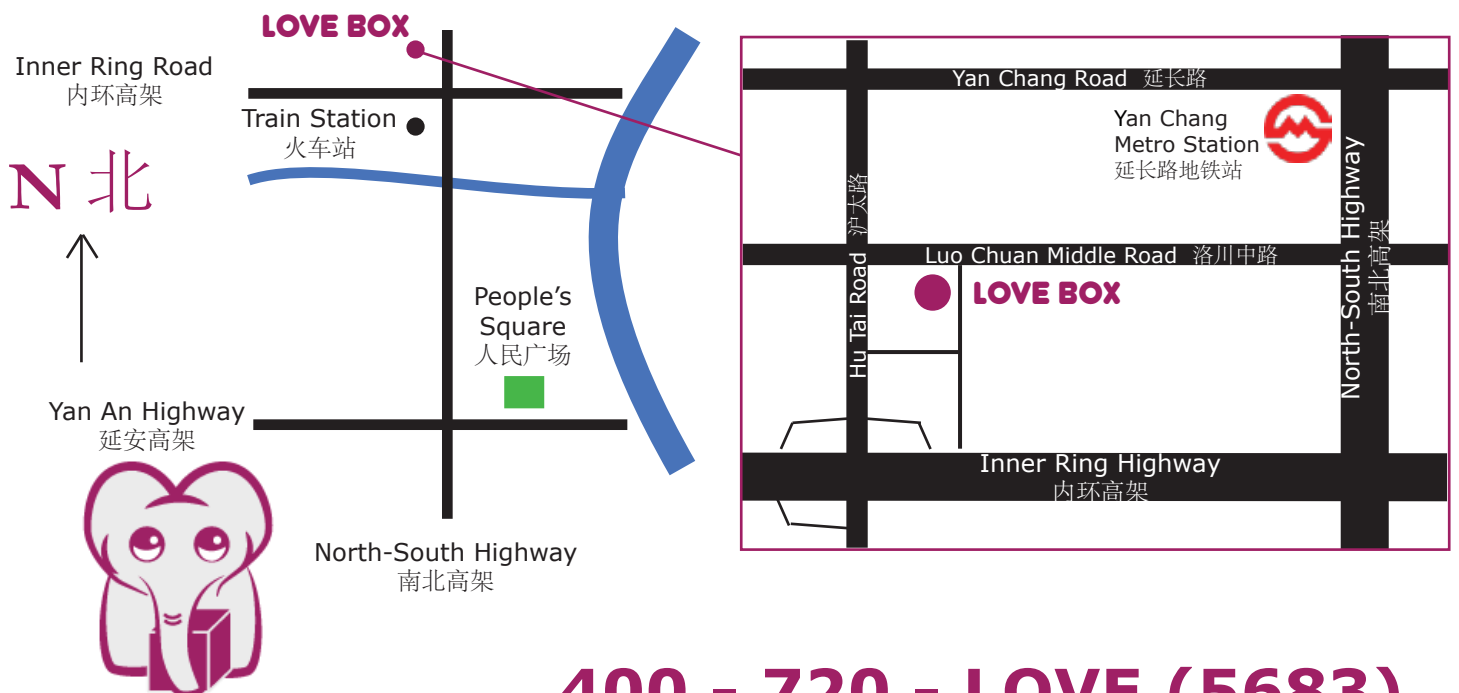 LOVE BOX
Inner Ring Road
内环高架
Train Station
火车站
N 北
People's
Square
人民广场
Yan An Highway
延安高架
North-South Highway
南北高架
Yan Chang Road 延长路
Yan Chang
Metro Station
延长路地铁站
Hu Tai Road 沪太路
Luo Chuan Middle Road 洛川中路
LOVE BOX
North-South Highway
南北高架
Inner Ring Highway
内环高架
400 - 720 - LOVE (5683)